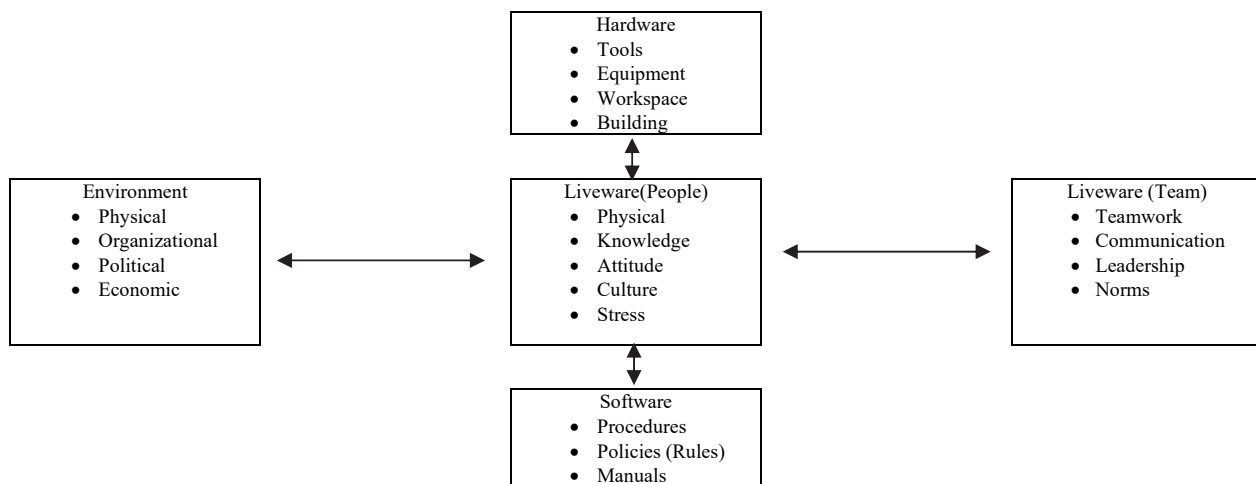 Hardware
• Tools
• Equipment
• Workspace
• Building
Environment
• Physical
• Organizational
• Political
• Economic
Liveware(People)
• Physical
• Knowledge
• Attitude
• Culture
• Stress
Liveware (Team)
• Teamwork
• Communication
• Leadership
• Norms
Software
• Procedures
• Policies (Rules)
• Manuals